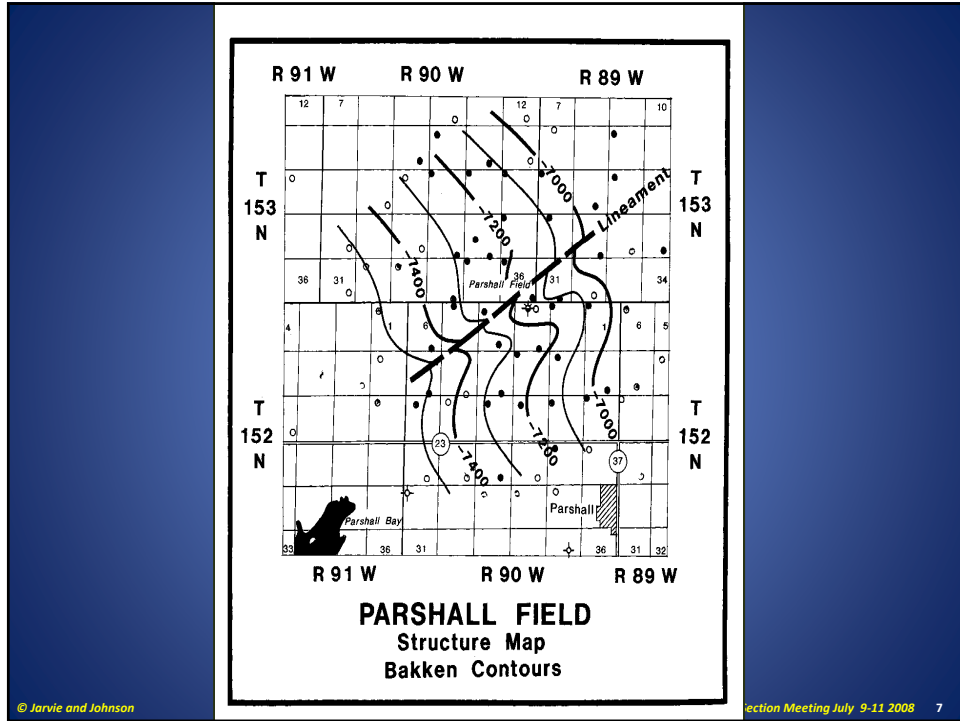 R 91 W R 90 W R 89 W
12 7 12 7 10
-7000
Lineament
T T
153 153
N N
-7200
-7400
36 31 36 31 34
Parshall Field
4 1 6 1 6 5
-7000
T T
152 152
N N
23 -7200
-7400 37
Parshall
Parshall Bay
33 36 31 36 31 32
R 91 W R 90 W R 89 W
PARSHALL FIELD
Structure Map
Bakken Contours
© Jarvie and Johnson Section Meeting July 9-11 2008 7